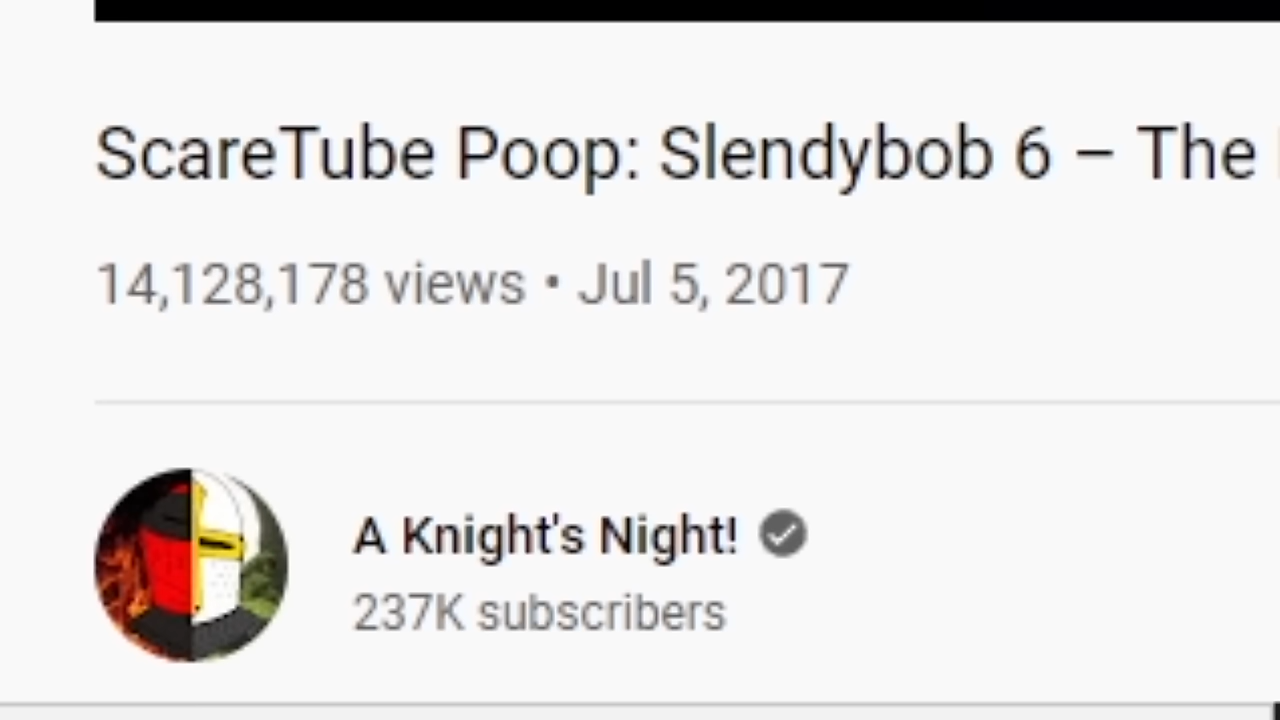 ScareTube Poop: Slendybob 6 – The
14,128,178 views • Jul 5, 2017
A Knight's Night!
237K subscribers